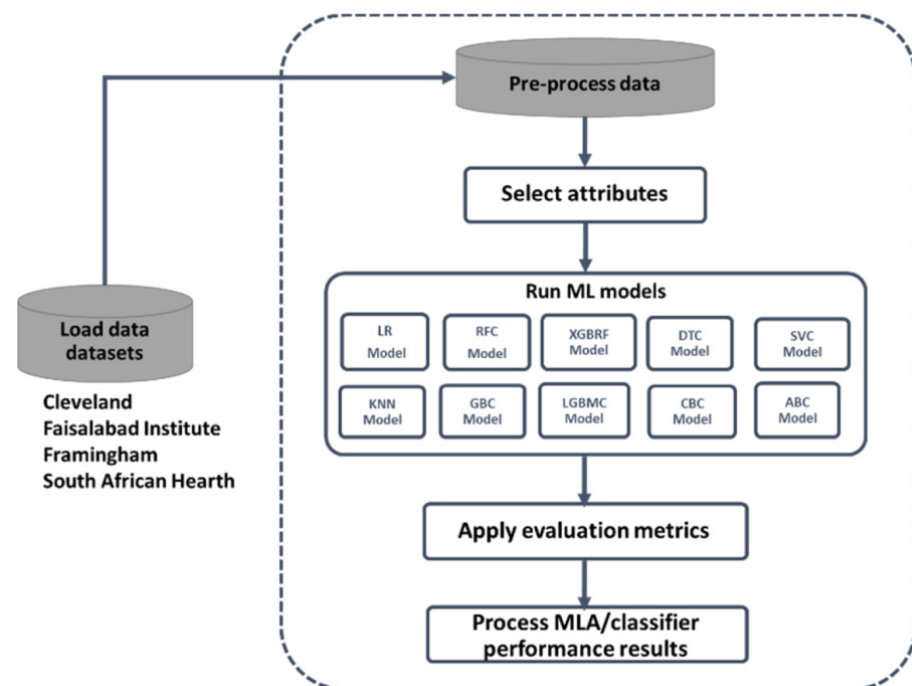 Pre-process data
Select attributes
Run ML models
LR
Model
RFC
Model
XGBRF
Model
DTC
Model
SVC
Model
KNN
Model
GBC
Model
LGBMC
Model
CBC
Model
ABC
Model
Apply evaluation metrics
Process MLA/classifier
performance results
Load data
datasets
Cleveland
Faisalabad Institute
Framingham
South African Hearth